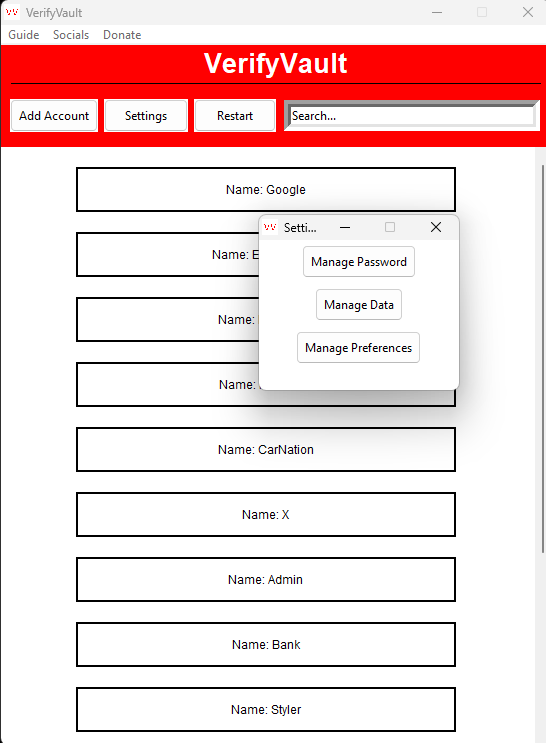 VerifyVault
Guide Socials Donate
VerifyVault
Add Account Settings Restart Search...
Name: Google
Setti...
Name:
Manage Password
Name:
Manage Data
Name:
Manage Preferences
Name: CarNation
Name: X
Name: Admin
Name: Bank
Name: Styler